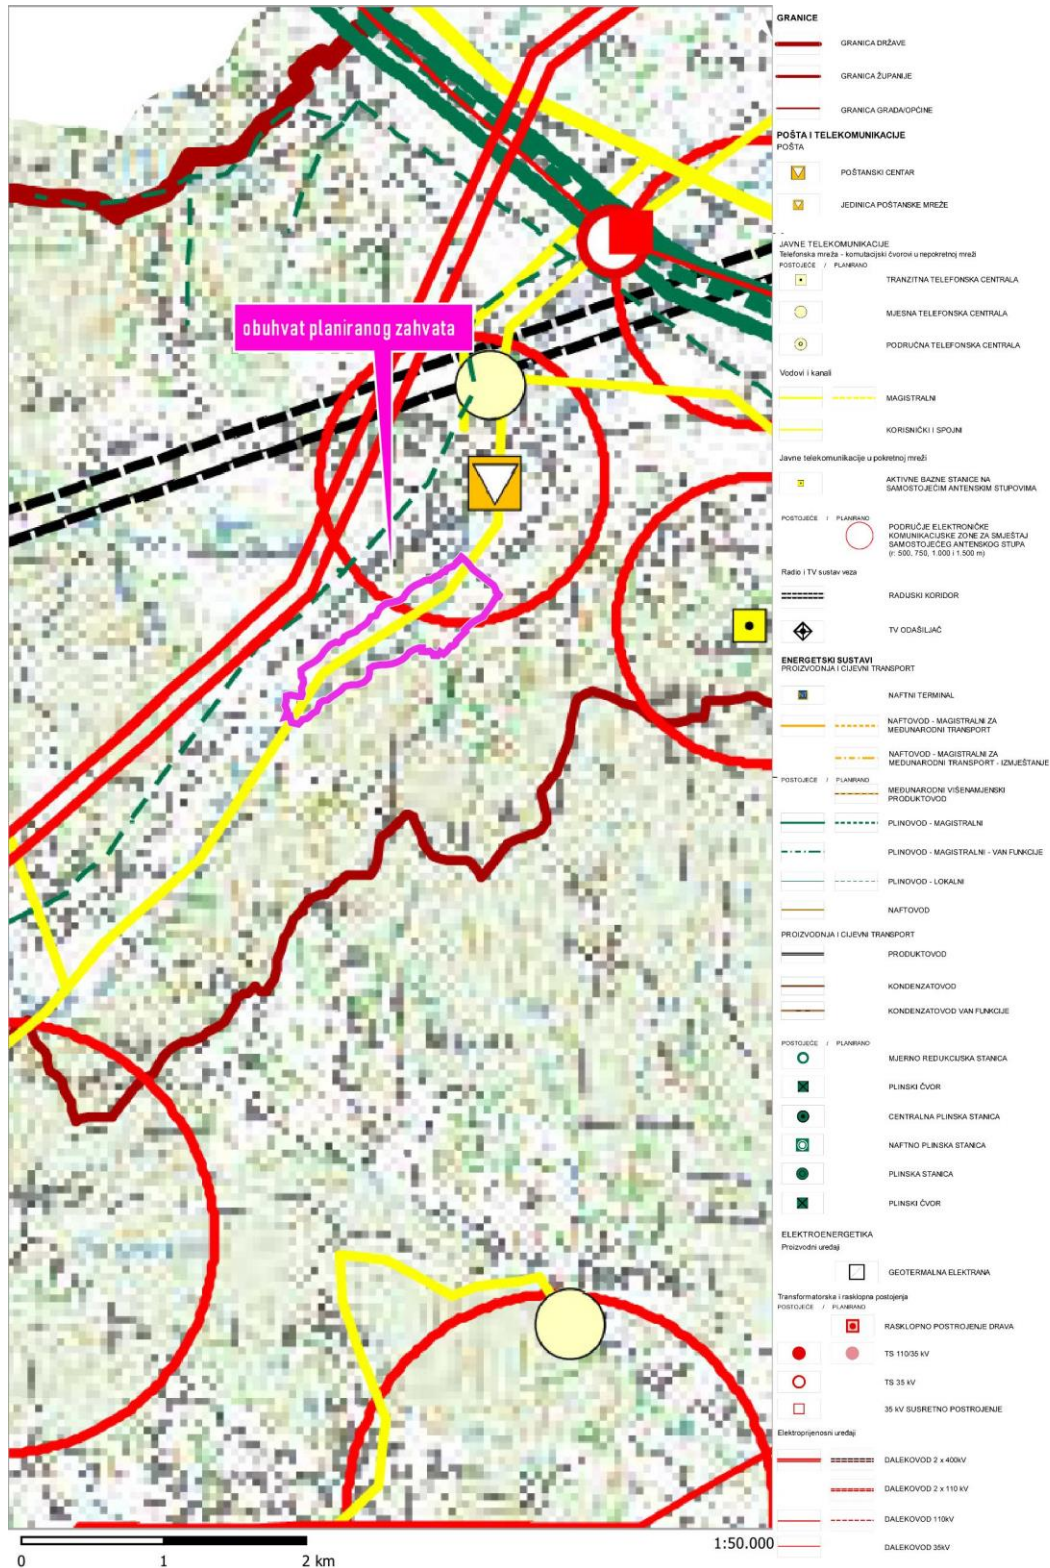 obuhvat planiranog zahvata
GRANICE
GRANICA DRŽAVE
GRANICA ŽUPANIJE
GRANICA GRADA/OPĆINE
POŠTA I TELEKOMUNIKACIJE
POŠTA
POŠTANSKI CENTAR
JEDINICA POŠTANSKE MREŽE
JAVNE TELEKOMUNIKACIJE
Telefonska mreža - komutacijski čvorovi u nepokretnoj mreži
POSTOJEĆE / PLANIRANO
TRANZITNA TELEFONSKA CENTRALA
MJESNA TELEFONSKA CENTRALA
PODRUČNA TELEFONSKA CENTRALA
Vodovi i kanali
MAGISTRALNI
KORISNIČKI I SPOJNI
Javne telekomunikacije u pokretnoj mreži
AKTIVNE BAZNE STANICE NA
SAMOSTOJEĆIM ANTENSKIM STUPOVIMA
POSTOJEĆE / PLANIRANO
PODRUČJE ELEKTRONIČKE
KOMUNIKACIJSKE ZONE ZA SMJEŠTAJ
SAMOSTOJEĆEG ANTENSKOG STUPA
(r: 500, 750, 1.000 i 1.500 m)
Radio i TV sustav veza
RADIJSKI KORIDOR
TV ODAŠILJAČ
ENERGETSKI SUSTAVI
PROIZVODNJA I CIJEVNI TRANSPORT
NAFTNI TERMINAL
NAFTOVOD - MAGISTRALNI ZA
MEĐUNARODNI TRANSPORT
NAFTOVOD - MAGISTRALNI ZA
MEĐUNARODNI TRANSPORT - IZMJEŠTANJE
POSTOJEĆE / PLANIRANO
MEĐUNARODNI VIŠENAMJENSKI
PRODUKTOVOD
PLINOVOD - MAGISTRALNI
PLINOVOD - MAGISTRALNI - VAN FUNKCIJE
PLINOVOD - LOKALNI
NAFTOVOD
PROIZVODNJA I CIJEVNI TRANSPORT
PRODUKTOVOD
KONDENZATOVOD
KONDENZATOVOD VAN FUNKCIJE
POSTOJEĆE / PLANIRANO
MJERNO REDUKCIJSKA STANICA
PLINSKI ČVOR
CENTRALNA PLINSKA STANICA
NAFTNO PLINSKA STANICA
PLINSKA STANICA
PLINSKI ČVOR
ELEKTROENERGETIKA
Proizvodni uređaji
GEOTERMALNA ELEKTRANA
Transformatorska i rasklopna postojenja
POSTOJEĆE / PLANIRANO
RASKLOPNO POSTROJENJE DRAVA
TS 110/35 kV
TS 35 kV
35 kV SUSRETNO POSTROJENJE
Elektroprijenosni uređaji
DALEKOVOD 2 x 400kV
DALEKOVOD 2 x 110 kV
DALEKOVOD 110kV
DALEKOVOD 35kV
1:50.000
0 1 2 km